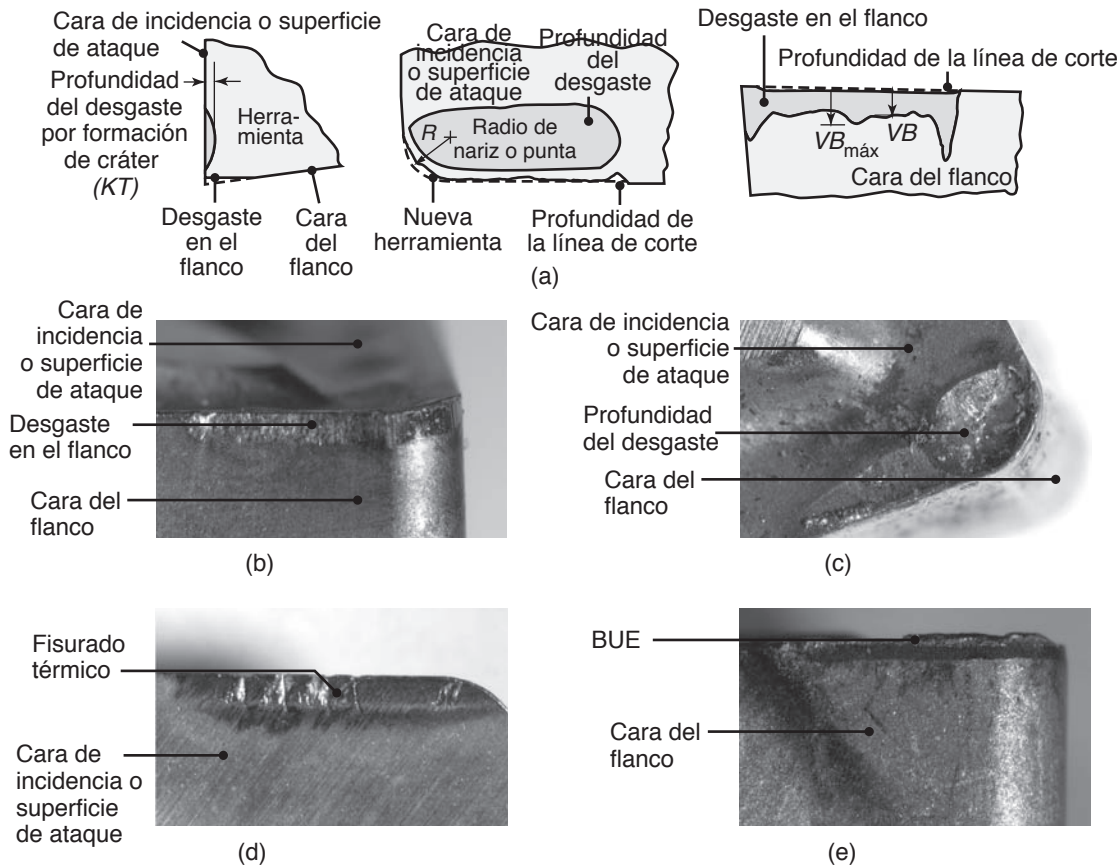 Cara de incidencia o superficie
de ataque
Profundidad
del desgaste
por formación
de cráter
(KT)
Herra-
mienta
Desgaste
en el
flanco
Cara
del
flanco
Cara de
incidencia
o superficie
de ataque
Profundidad
del
desgaste
R
Radio de
nariz o punta
Nueva
herramienta
Profundidad de
la línea de corte
Desgaste en el flanco
Profundidad de la línea de corte
VBmáx
VB
Cara del flanco
(a)
Cara de
incidencia
o superficie
de ataque
Desgaste
en el flanco
Cara del
flanco
(b)
Cara de incidencia
o superficie
de ataque
Profundidad
del desgaste
Cara del
flanco
(c)
Fisurado
térmico
Cara de
incidencia o
superficie
de ataque
(d)
BUE
Cara del
flanco
(e)